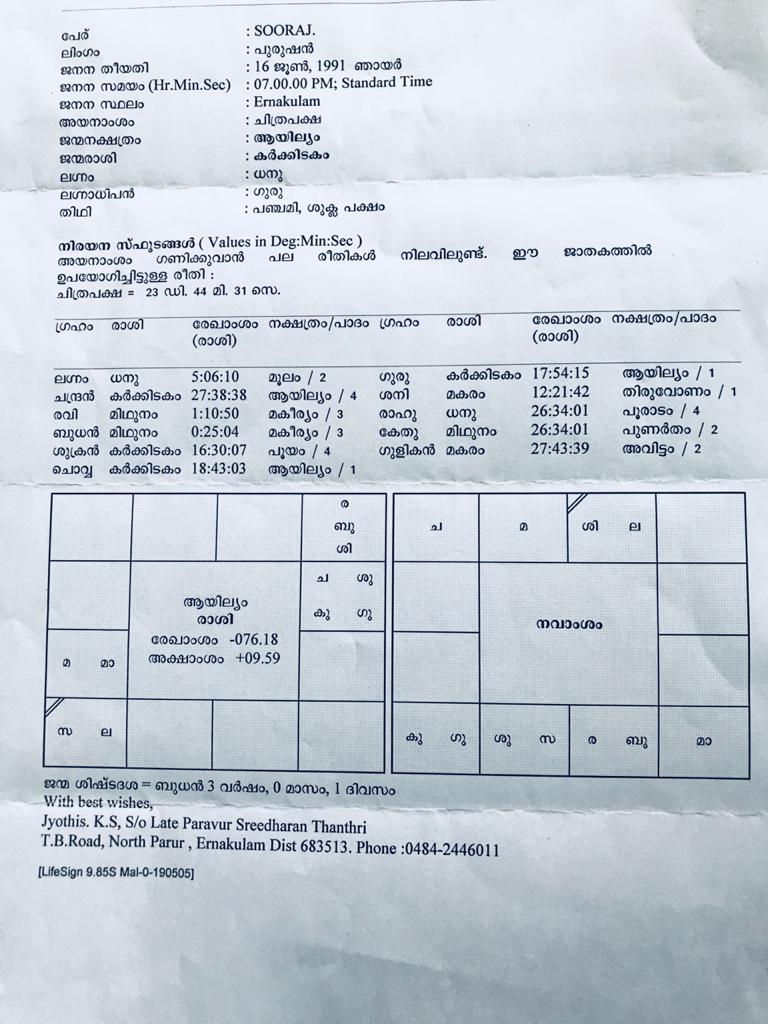 പേര് : SOORAJ.
ലിംഗം : പുരുഷൻ
ജനന തീയതി : 16 ജൂൺ, 1991 ഞായർ
ജനന സമയം (Hr.Min.Sec) : 07.00.00 PM; Standard Time
ജനന സ്ഥലം : Ernakulam
അയനാംശം : ചിത്രപക്ഷ
ജന്മനക്ഷത്രം : ആയില്യം
ജന്മരാശി : കർക്കിടകം
ലഗ്നം : ധനു
ലഗ്നാധിപൻ : ഗുരു
തിഥി : പഞ്ചമി, ശുക്ല പക്ഷം
നിരയന സ്ഫുടങ്ങൾ ( Values in Deg:Min:Sec )
അയനാംശം ഗണിക്കുവാൻ പല രീതികൾ നിലവിലുണ്ട്. ഈ ജാതകത്തിൽ
ഉപയോഗിച്ചിട്ടുള്ള രീതി :
ചിത്രപക്ഷ = 23 ഡി. 44 മി. 31 സെ.
ഗ്രഹം രാശി രേഖാംശം നക്ഷത്രം/പാദം ഗ്രഹം രാശി രേഖാംശം നക്ഷത്രം/പാദം
(രാശി) (രാശി)
ലഗ്നം ധനു 5:06:10 മൂലം / 2 ഗുരു കർക്കിടകം 17:54:15 ആയില്യം / 1
ചന്ദ്രൻ കർക്കിടകം 27:38:38 ആയില്യം / 4 ശനി മകരം 12:21:42 തിരുവോണം / 1
രവി മിഥുനം 1:10:50 മകീര്യം / 3 രാഹു ധനു 26:34:01 പൂരാടം / 4
ബുധൻ മിഥുനം 0:25:04 മകീര്യം / 3 കേതു മിഥുനം 26:34:01 പുണർതം / 2
ശുക്രൻ കർക്കിടകം 16:30:07 പൂയം / 4 ഗുളികൻ മകരം 27:43:39 അവിട്ടം / 2
ചൊവ്വ കർക്കിടകം 18:43:03 ആയില്യം / 1
ര
ബു
ശി
ച ശു
കു ഗു
ആയില്യം
രാശി
രേഖാംശം -076.18
അക്ഷാംശം +09.59
മ മാ
സ ല
ച മ ശി ല
നവാംശം
കു ഗു ശു സ ര ബു മാ
ജന്മ ശിഷ്ടദശ = ബുധൻ 3 വർഷം, 0 മാസം, 1 ദിവസം
With best wishes,
Jyothis. K.S, S/o Late Paravur Sreedharan Thanthri
T.B.Road, North Parur , Ernakulam Dist 683513. Phone :0484-2446011
[LifeSign 9.85S Mal-0-190505]